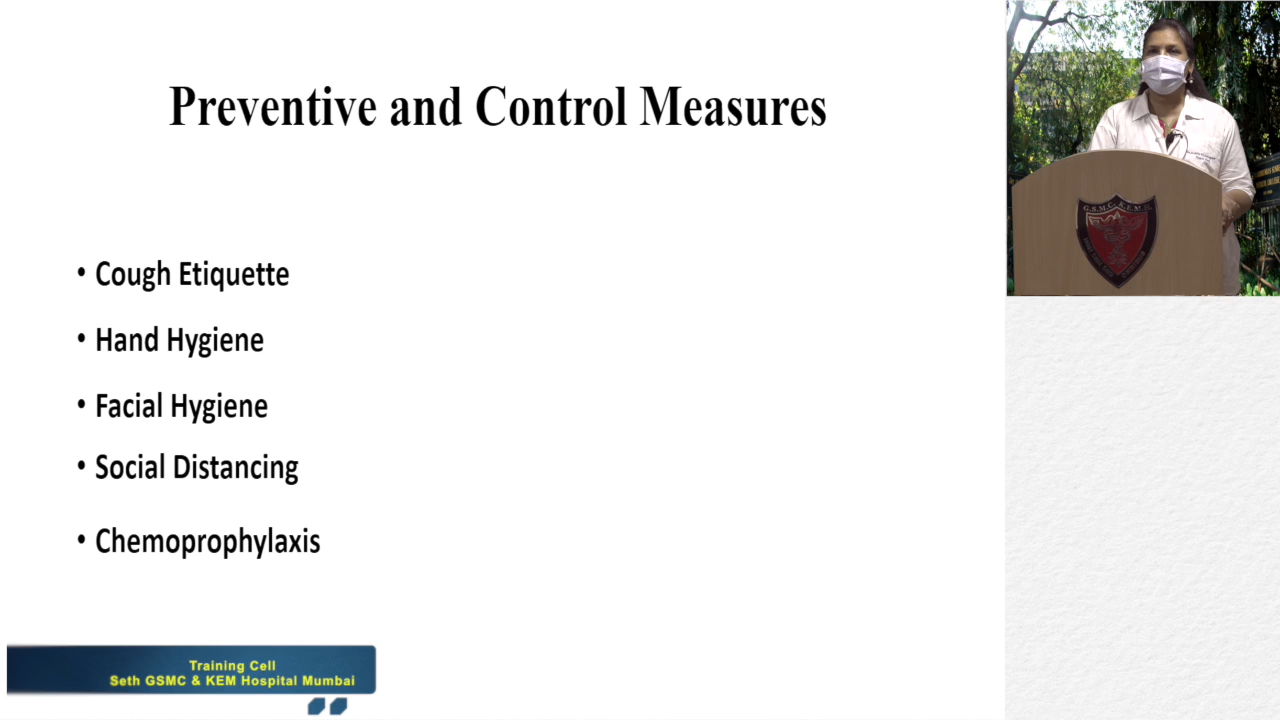 Preventive and Control Measures
• Cough Etiquette
• Hand Hygiene
• Facial Hygiene
• Social Distancing
• Chemoprophylaxis
Training Cell
Seth GSMC & KEM Hospital Mumbai
G.S.M.C. K.E.M.H.